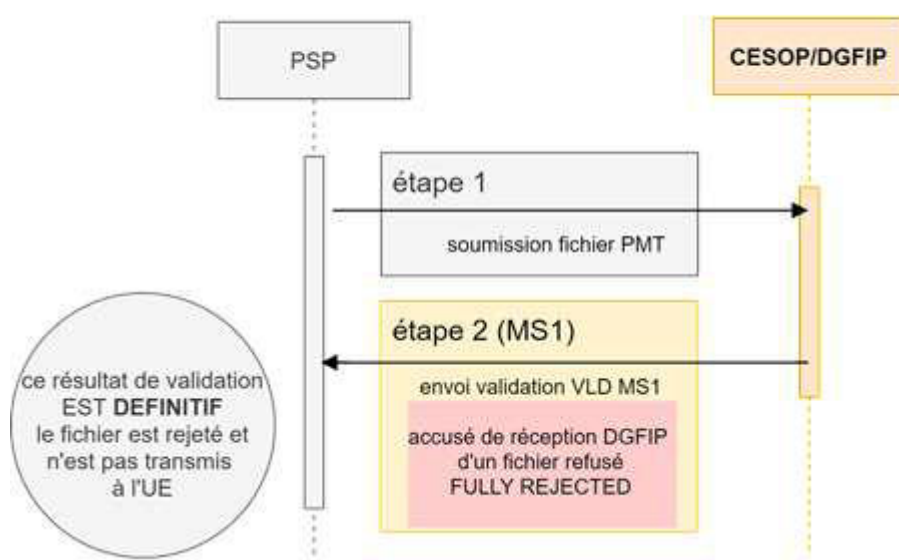 PSP
CESOP/DGFIP
étape 1
soumission fichier PMT
étape 2 (MS1)
envoi validation VLD MS1
accusé de réception DGFIP
d'un fichier refusé
FULLY REJECTED
ce résultat de validation
EST DEFINITIF
le fichier est rejeté et
n'est pas transmis
à l'UE